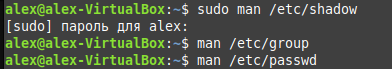 alex@alex-VirtualBox:~$ sudo man /etc/shadow
[sudo] пароль для alex:
alex@alex-VirtualBox:~$ man /etc/group
alex@alex-VirtualBox:~$ man /etc/passwd